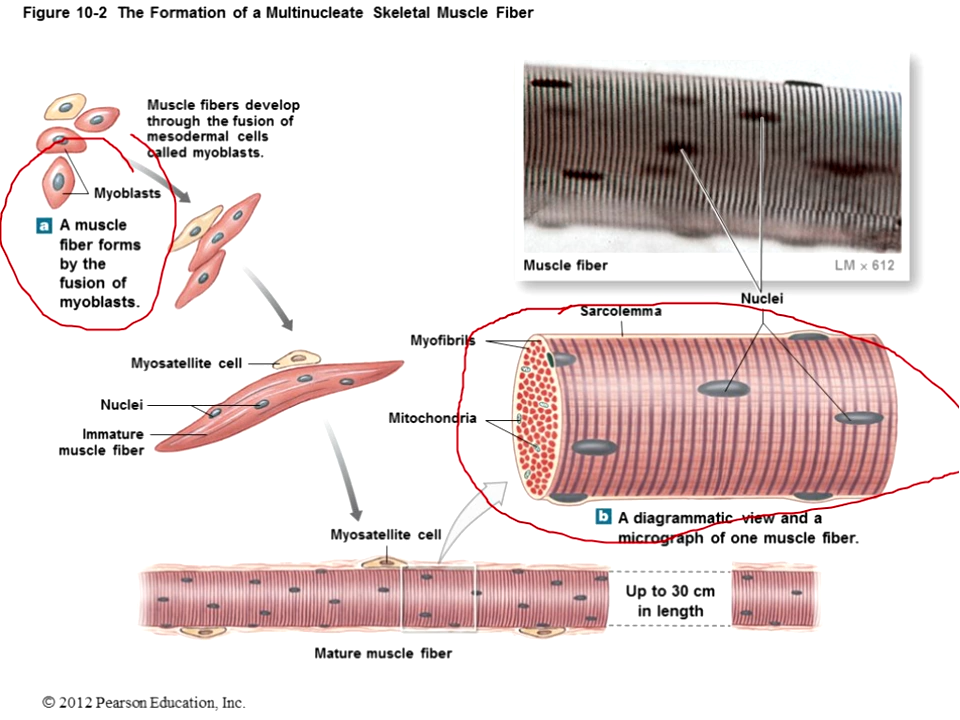 Figure 10-2 The Formation of a Multinucleate Skeletal Muscle Fiber
Muscle fibers develop
through the fusion of
mesodermal cells
called myoblasts.
Myoblasts
a A muscle
fiber forms
by the
fusion of
myoblasts.
Muscle fiber
LM × 612
Nuclei
Sarcolemma
Myofibrils
Mitochondria
Myosatellite cell
Nuclei
Immature
muscle fiber
b A diagrammatic view and a
micrograph of one muscle fiber.
Myosatellite cell
Up to 30 cm
in length
Mature muscle fiber
© 2012 Pearson Education, Inc.